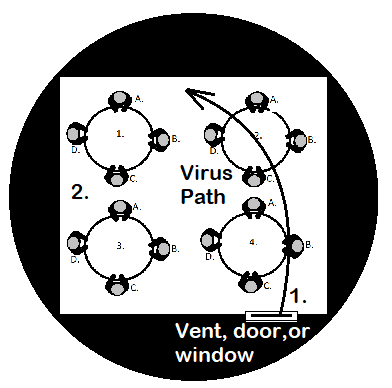 A.
A.
1.
2.
D.
B.
D.
B.
C.
C.
Virus
Path
2.
A.
A.
3.
4.
D.
B.
D.
B.
C.
C.
1.
Vent, door,or
window